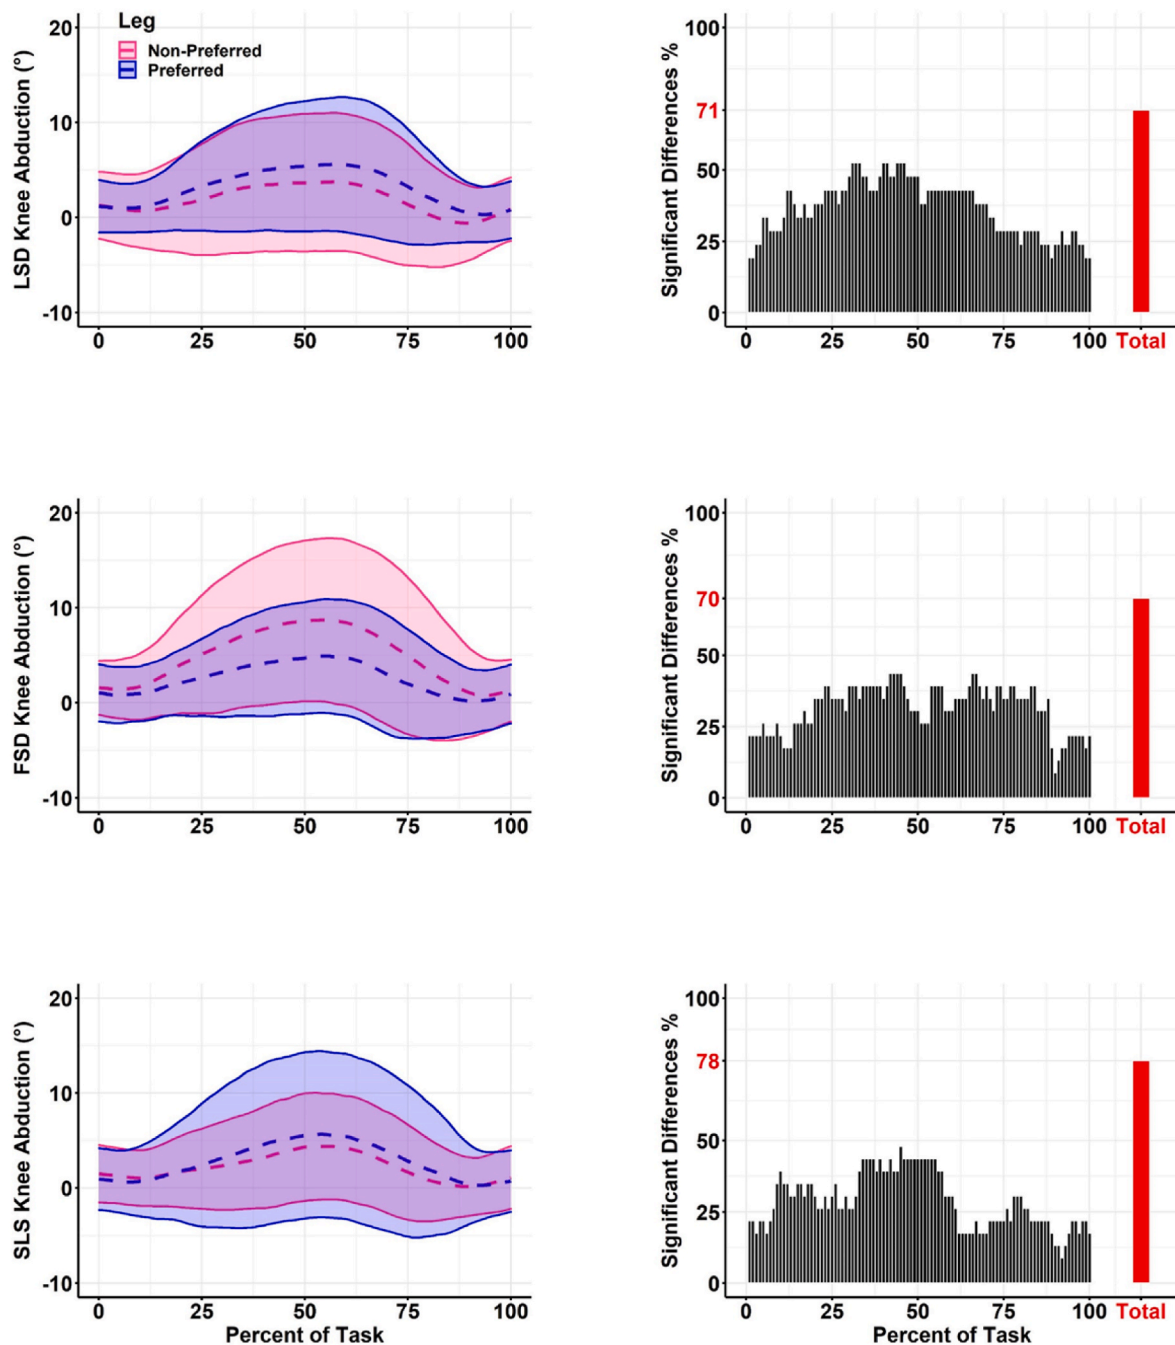 Leg
Non-Preferred
Preferred
LSD Knee Abduction (°)
20
10
0
-10
0 25 50 75 100
Significant Differences %
100
71
50
25
0
0 25 50 75 100 Total
FSD Knee Abduction (°)
20
10
0
-10
0 25 50 75 100
Significant Differences %
100
70
50
25
0
0 25 50 75 100 Total
SLS Knee Abduction (°)
20
10
0
-10
0 25 50 75 100
Percent of Task
Significant Differences %
100
78
50
25
0
0 25 50 75 100 Total
Percent of Task